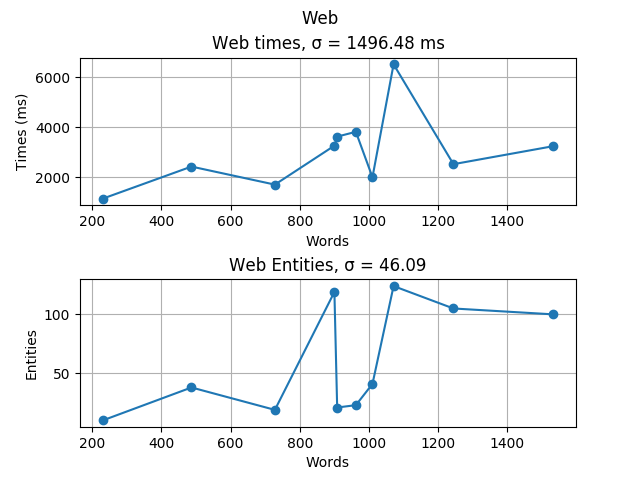 Web
Web times, σ = 1496.48 ms
Times (ms)
6000
4000
2000
200 400 600 800 1000 1200 1400
Words
Web Entities, σ = 46.09
Entities
100
50
200 400 600 800 1000 1200 1400
Words